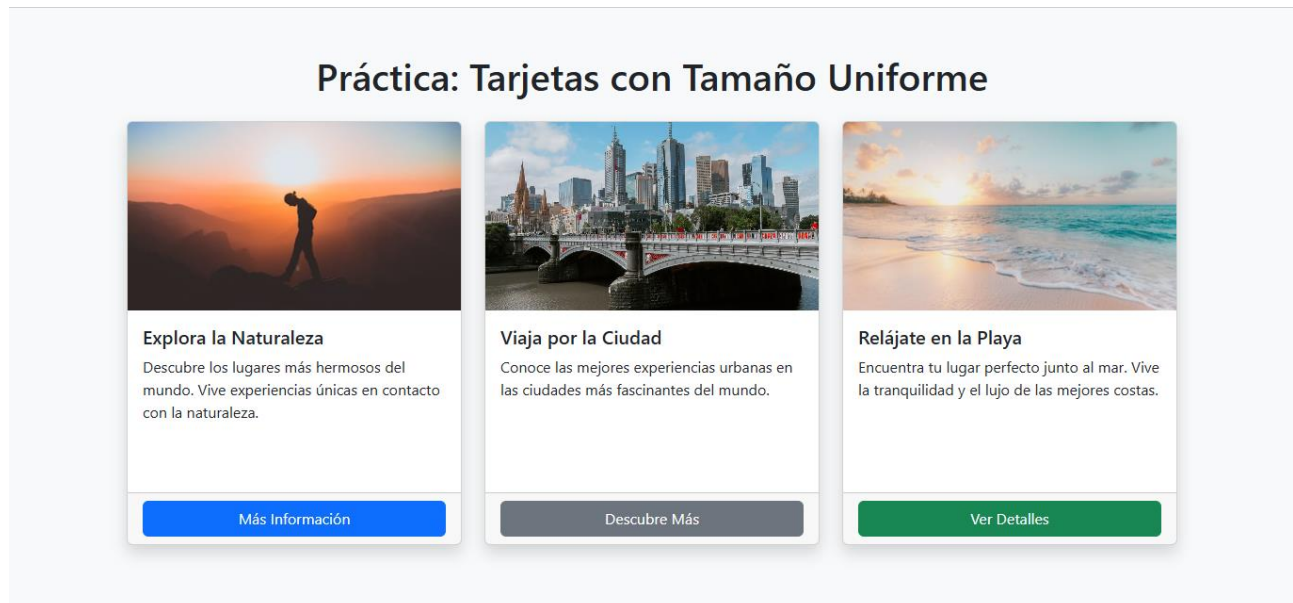 Práctica: Tarjetas con Tamaño Uniforme
Explora la Naturaleza
Descubre los lugares más hermosos del
mundo. Vive experiencias únicas en contacto
con la naturaleza.
Más Información
Viaja por la Ciudad
Conoce las mejores experiencias urbanas en
las ciudades más fascinantes del mundo.
Descubre Más
Relájate en la Playa
Encuentra tu lugar perfecto junto al mar. Vive
la tranquilidad y el lujo de las mejores costas.
Ver Detalles